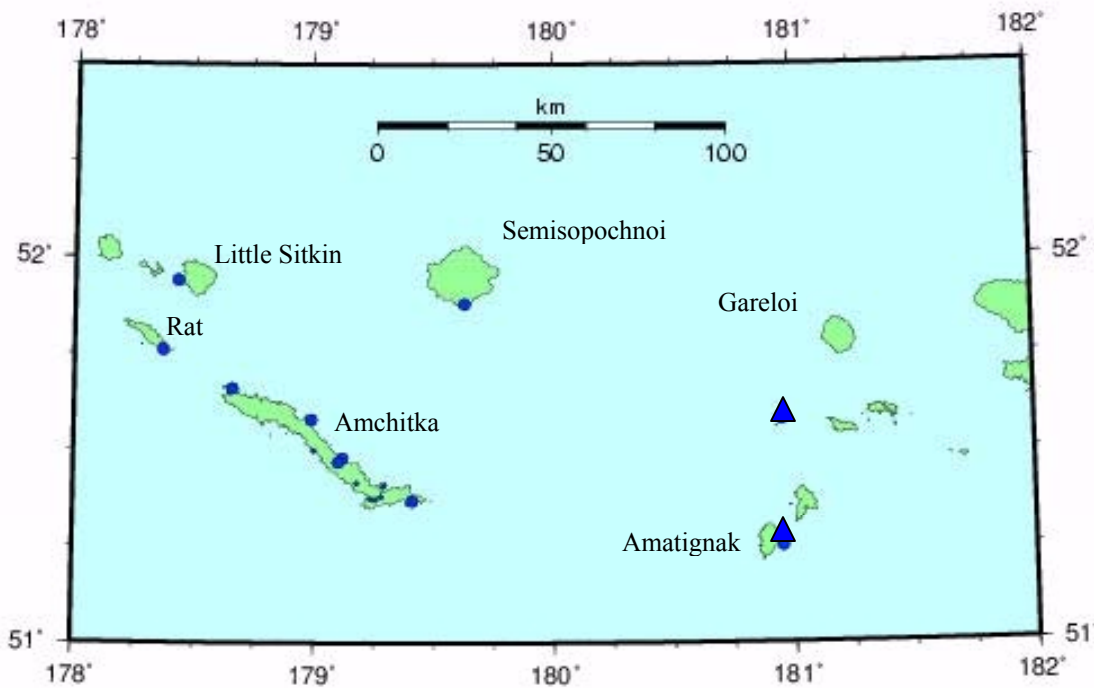 178° 179° 180° 181° 182°
km
0 50 100
Semisopochnoi
52° Little Sitkin 52°
Gareloi
Rat
Amchitka
Amatignak
51° 51°
178° 179° 180° 181° 182°